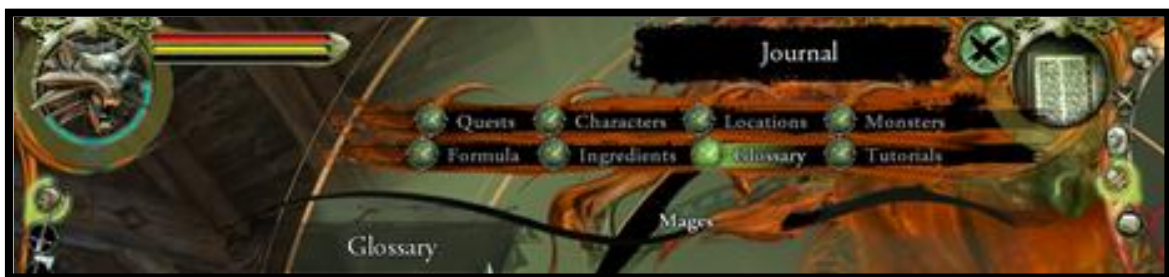 Journal
Quests Characters Locations Monsters
Formula Ingredients Glossary Tutorials
Mages
Glossary